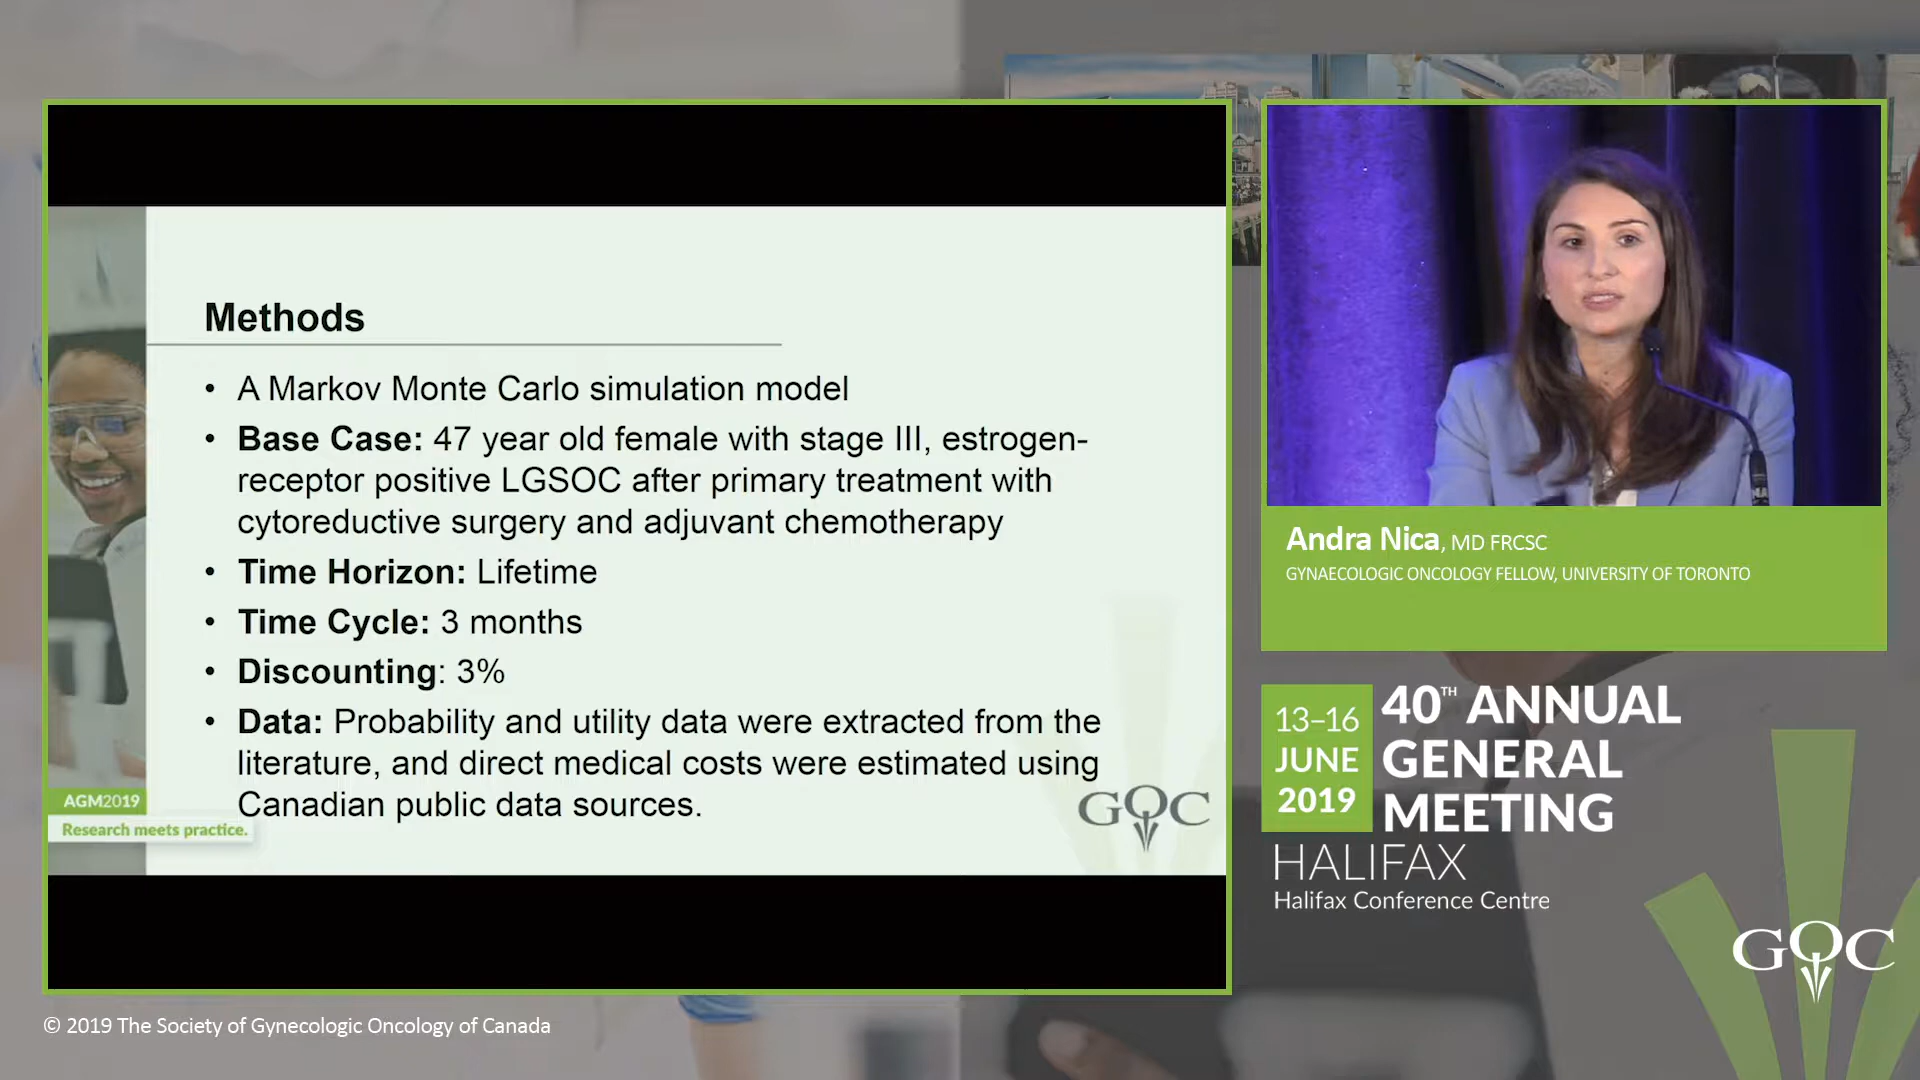 Methods
• A Markov Monte Carlo simulation model
• Base Case: 47 year old female with stage III, estrogen-
receptor positive LGSOC after primary treatment with
cytoreductive surgery and adjuvant chemotherapy
• Time Horizon: Lifetime
• Time Cycle: 3 months
• Discounting: 3%
• Data: Probability and utility data were extracted from the
literature, and direct medical costs were estimated using
Canadian public data sources.
AGM2019
Research meets practice.
GOC
Andra Nica, MD FRCSC
GYNAECOLOGIC ONCOLOGY FELLOW, UNIVERSITY OF TORONTO
13–16
JUNE
2019
40TH ANNUAL
GENERAL
MEETING
HALIFAX
Halifax Conference Centre
GOC
© 2019 The Society of Gynecologic Oncology of Canada